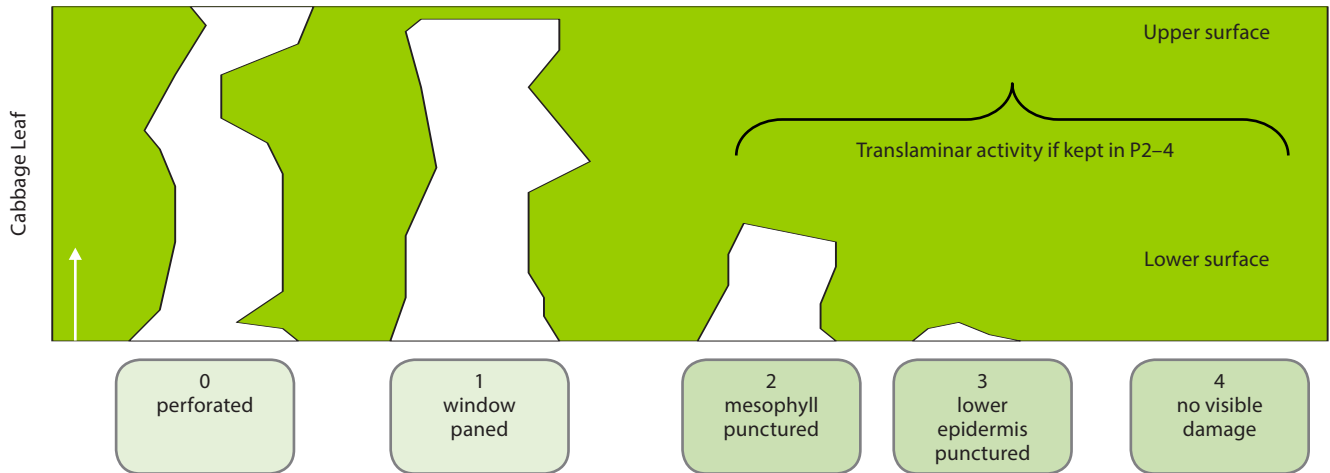 Upper surface
Cabbage Leaf
Translaminar activity if kept in P2–4
Lower surface
0
perforated
1
window
paned
2
mesophyll
punctured
3
lower
epidermis
punctured
4
no visible
damage